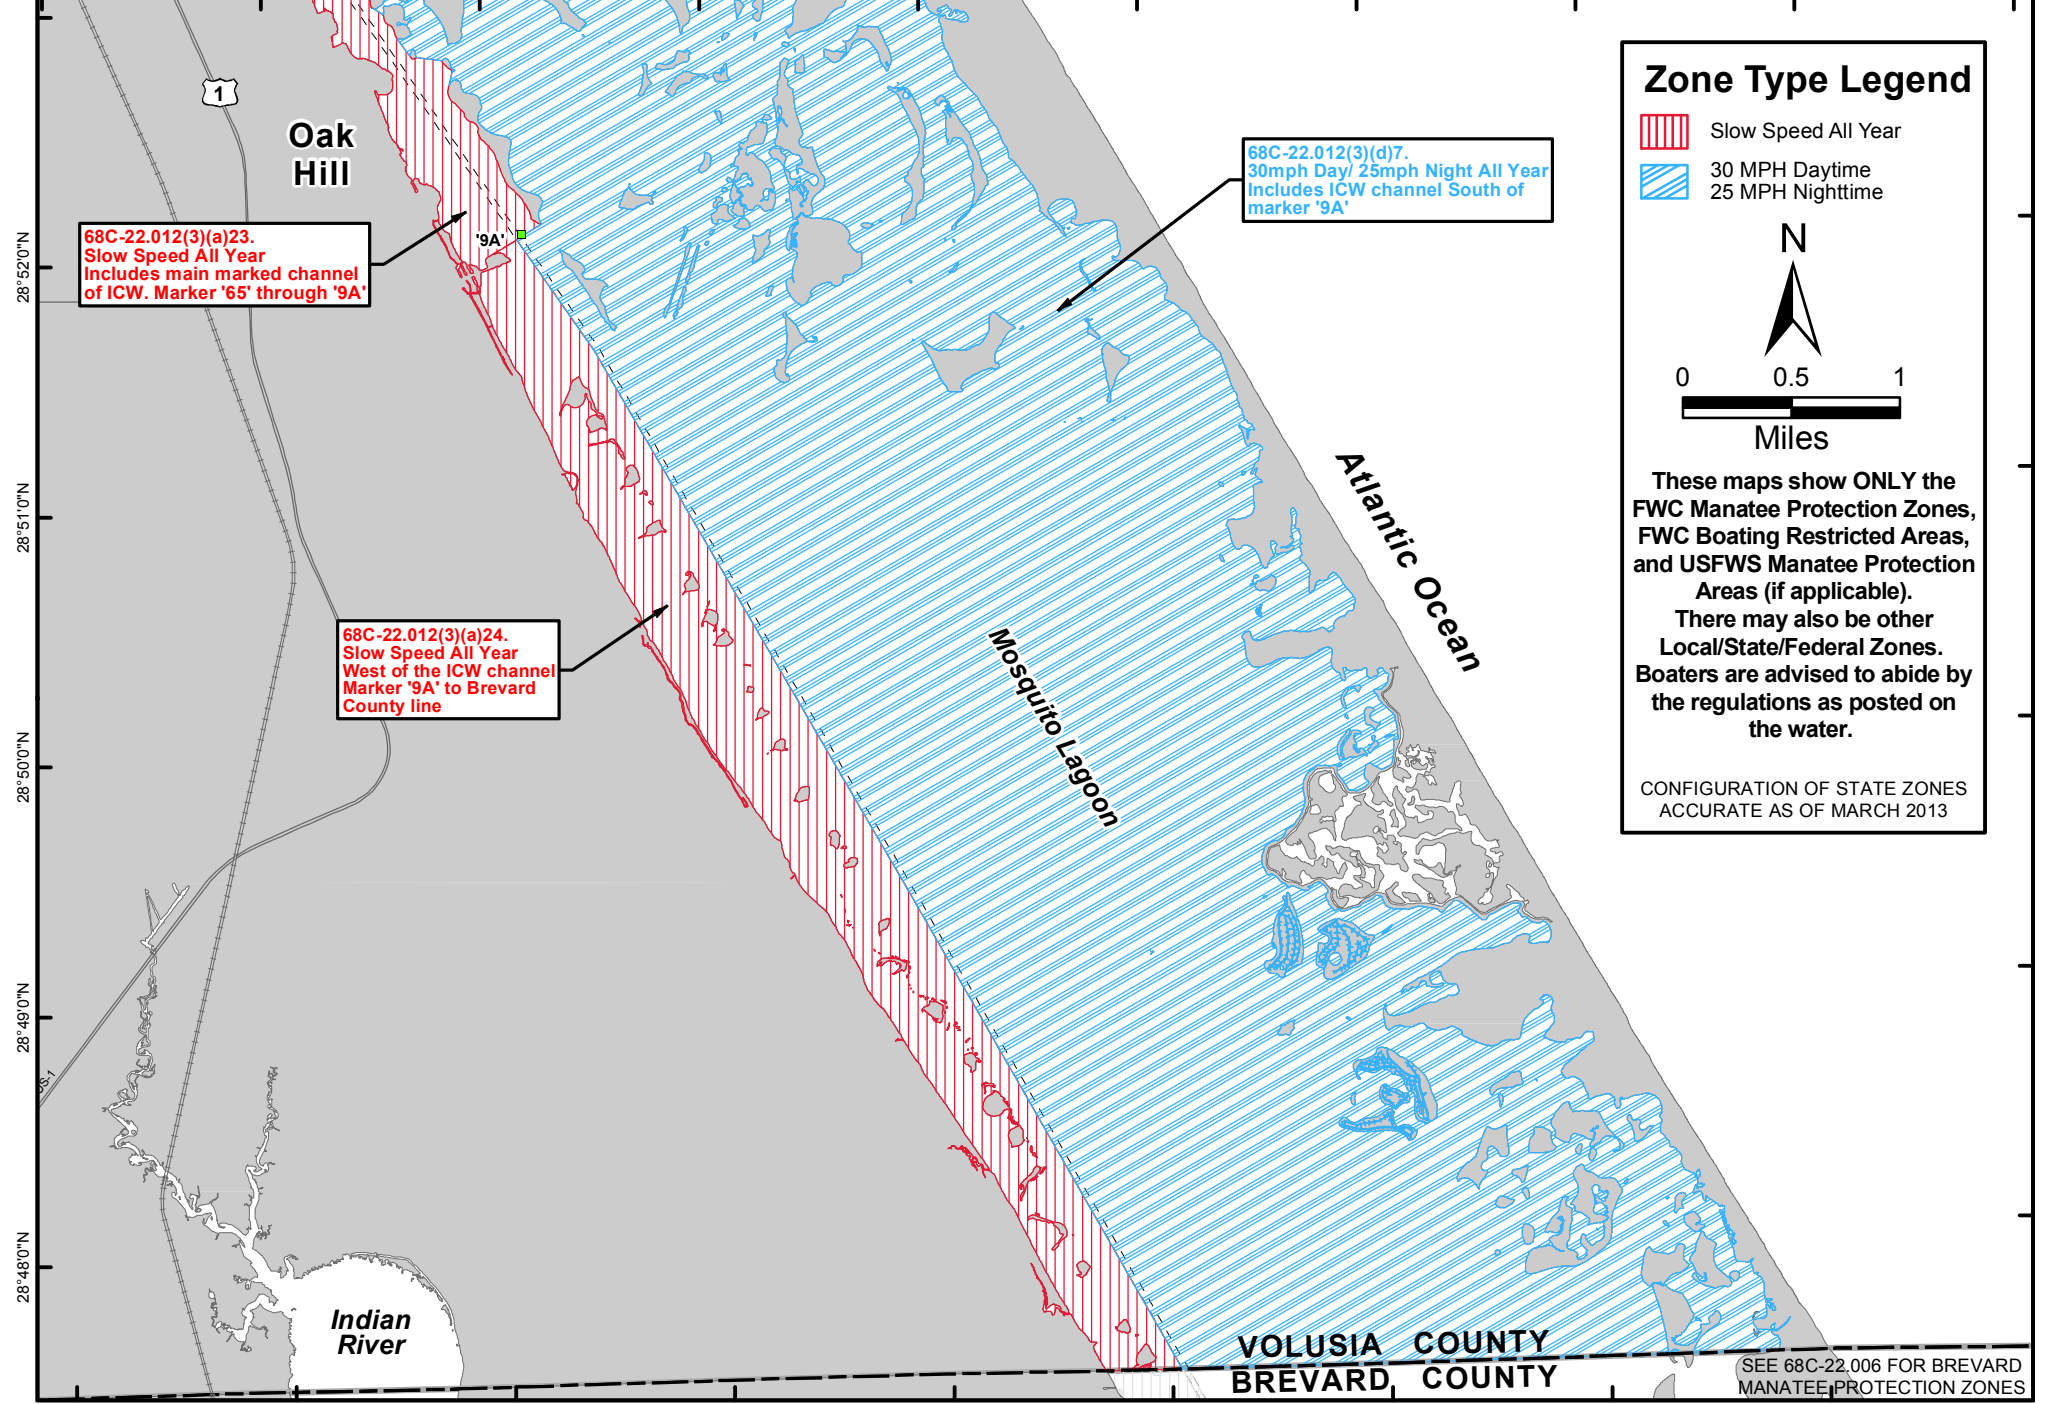 Zone Type Legend
Slow Speed All Year
30 MPH Daytime
25 MPH Nighttime
N
0 0.5 1
Miles
These maps show ONLY the
FWC Manatee Protection Zones,
FWC Boating Restricted Areas,
and USFWS Manatee Protection
Areas (if applicable).
There may also be other
Local/State/Federal Zones.
Boaters are advised to abide by
the regulations as posted on
the water.
CONFIGURATION OF STATE ZONES
ACCURATE AS OF MARCH 2013
1
Oak
Hill
68C-22.012(3)(d)7.
30mph Day/ 25mph Night All Year
Includes ICW channel South of
marker '9A'
68C-22.012(3)(a)23.
Slow Speed All Year
Includes main marked channel
of ICW. Marker '65' through '9A'
'9A'
28°52'0"N
28°51'0"N
28°50'0"N
28°49'0"N
28°48'0"N
Atlantic Ocean
Mosquito Lagoon
68C-22.012(3)(a)24.
Slow Speed All Year
West of the ICW channel
Marker '9A' to Brevard
County line
US-1
Indian
River
VOLUSIA COUNTY
BREVARD COUNTY
SEE 68C-22.006 FOR BREVARD
MANATEE PROTECTION ZONES